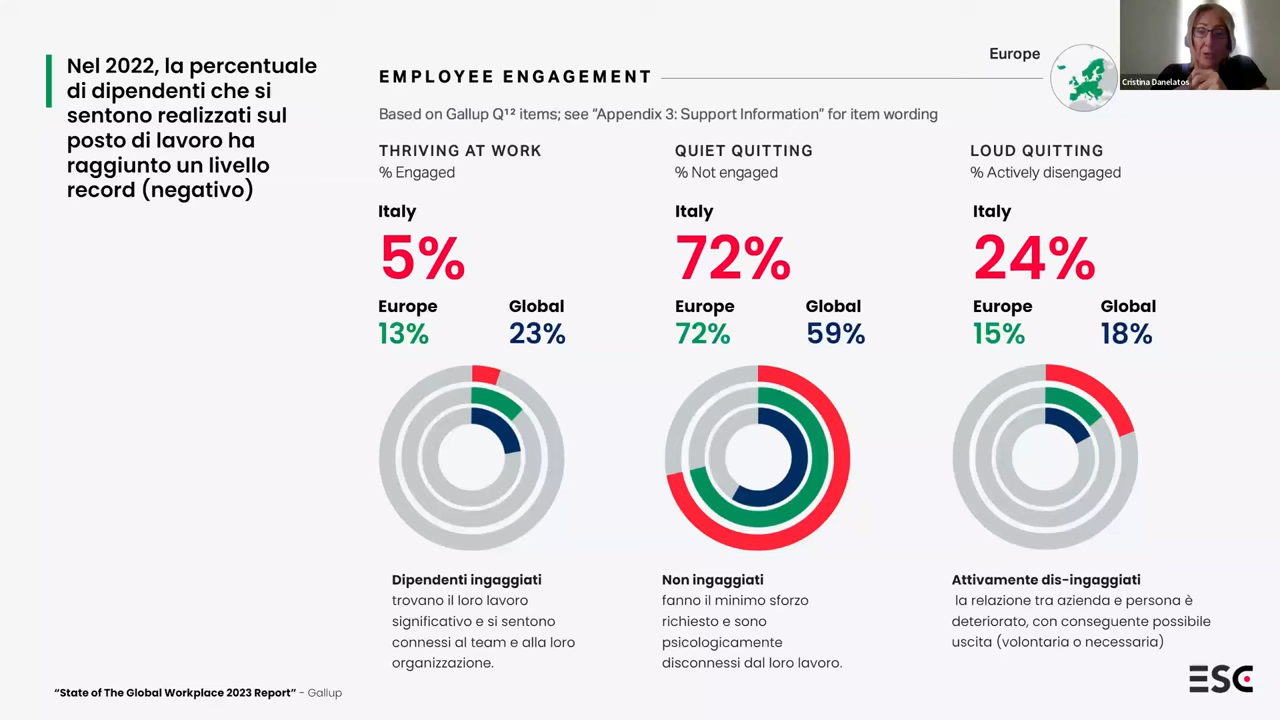 Nel 2022, la percentuale
di dipendenti che si
sentono realizzati sul
posto di lavoro ha
raggiunto un livello
record (negativo)
Europe
Cristina Danelatos
EMPLOYEE ENGAGEMENT
Based on Gallup Q¹² items; see “Appendix 3: Support Information” for item wording
THRIVING AT WORK
% Engaged
Italy
5%
Europe
Global
13%
23%
QUIET QUITTING
% Not engaged
Italy
72%
Europe
Global
72%
59%
LOUD QUITTING
% Actively disengaged
Italy
24%
Europe
Global
15%
18%
Dipendenti ingaggiati
trovano il loro lavoro
significativo e si sentono
connessi al team e alla loro
organizzazione.
Non ingaggiati
fanno il minimo sforzo
richiesto e sono
psicologicamente
disconnessi dal loro lavoro.
Attivamente dis-ingaggiati
la relazione tra azienda e persona è
deteriorato, con conseguente possibile
uscita (volontaria o necessaria)
“State of The Global Workplace 2023 Report” - Gallup
ESC